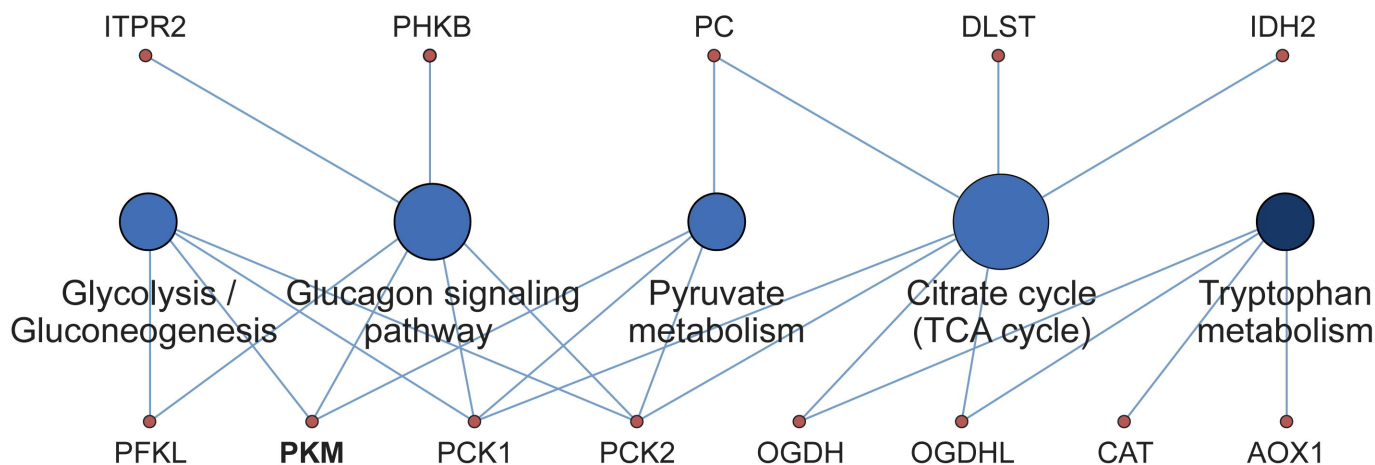 ITPR2
PHKB
PC
DLST
IDH2
Glycolysis /
Gluconeogenesis
Glucagon signaling
pathway
Pyruvate
metabolism
Citrate cycle
(TCA cycle)
Tryptophan
metabolism
PFKL
PKM
PCK1
PCK2
OGDH
OGDHL
CAT
AOX1